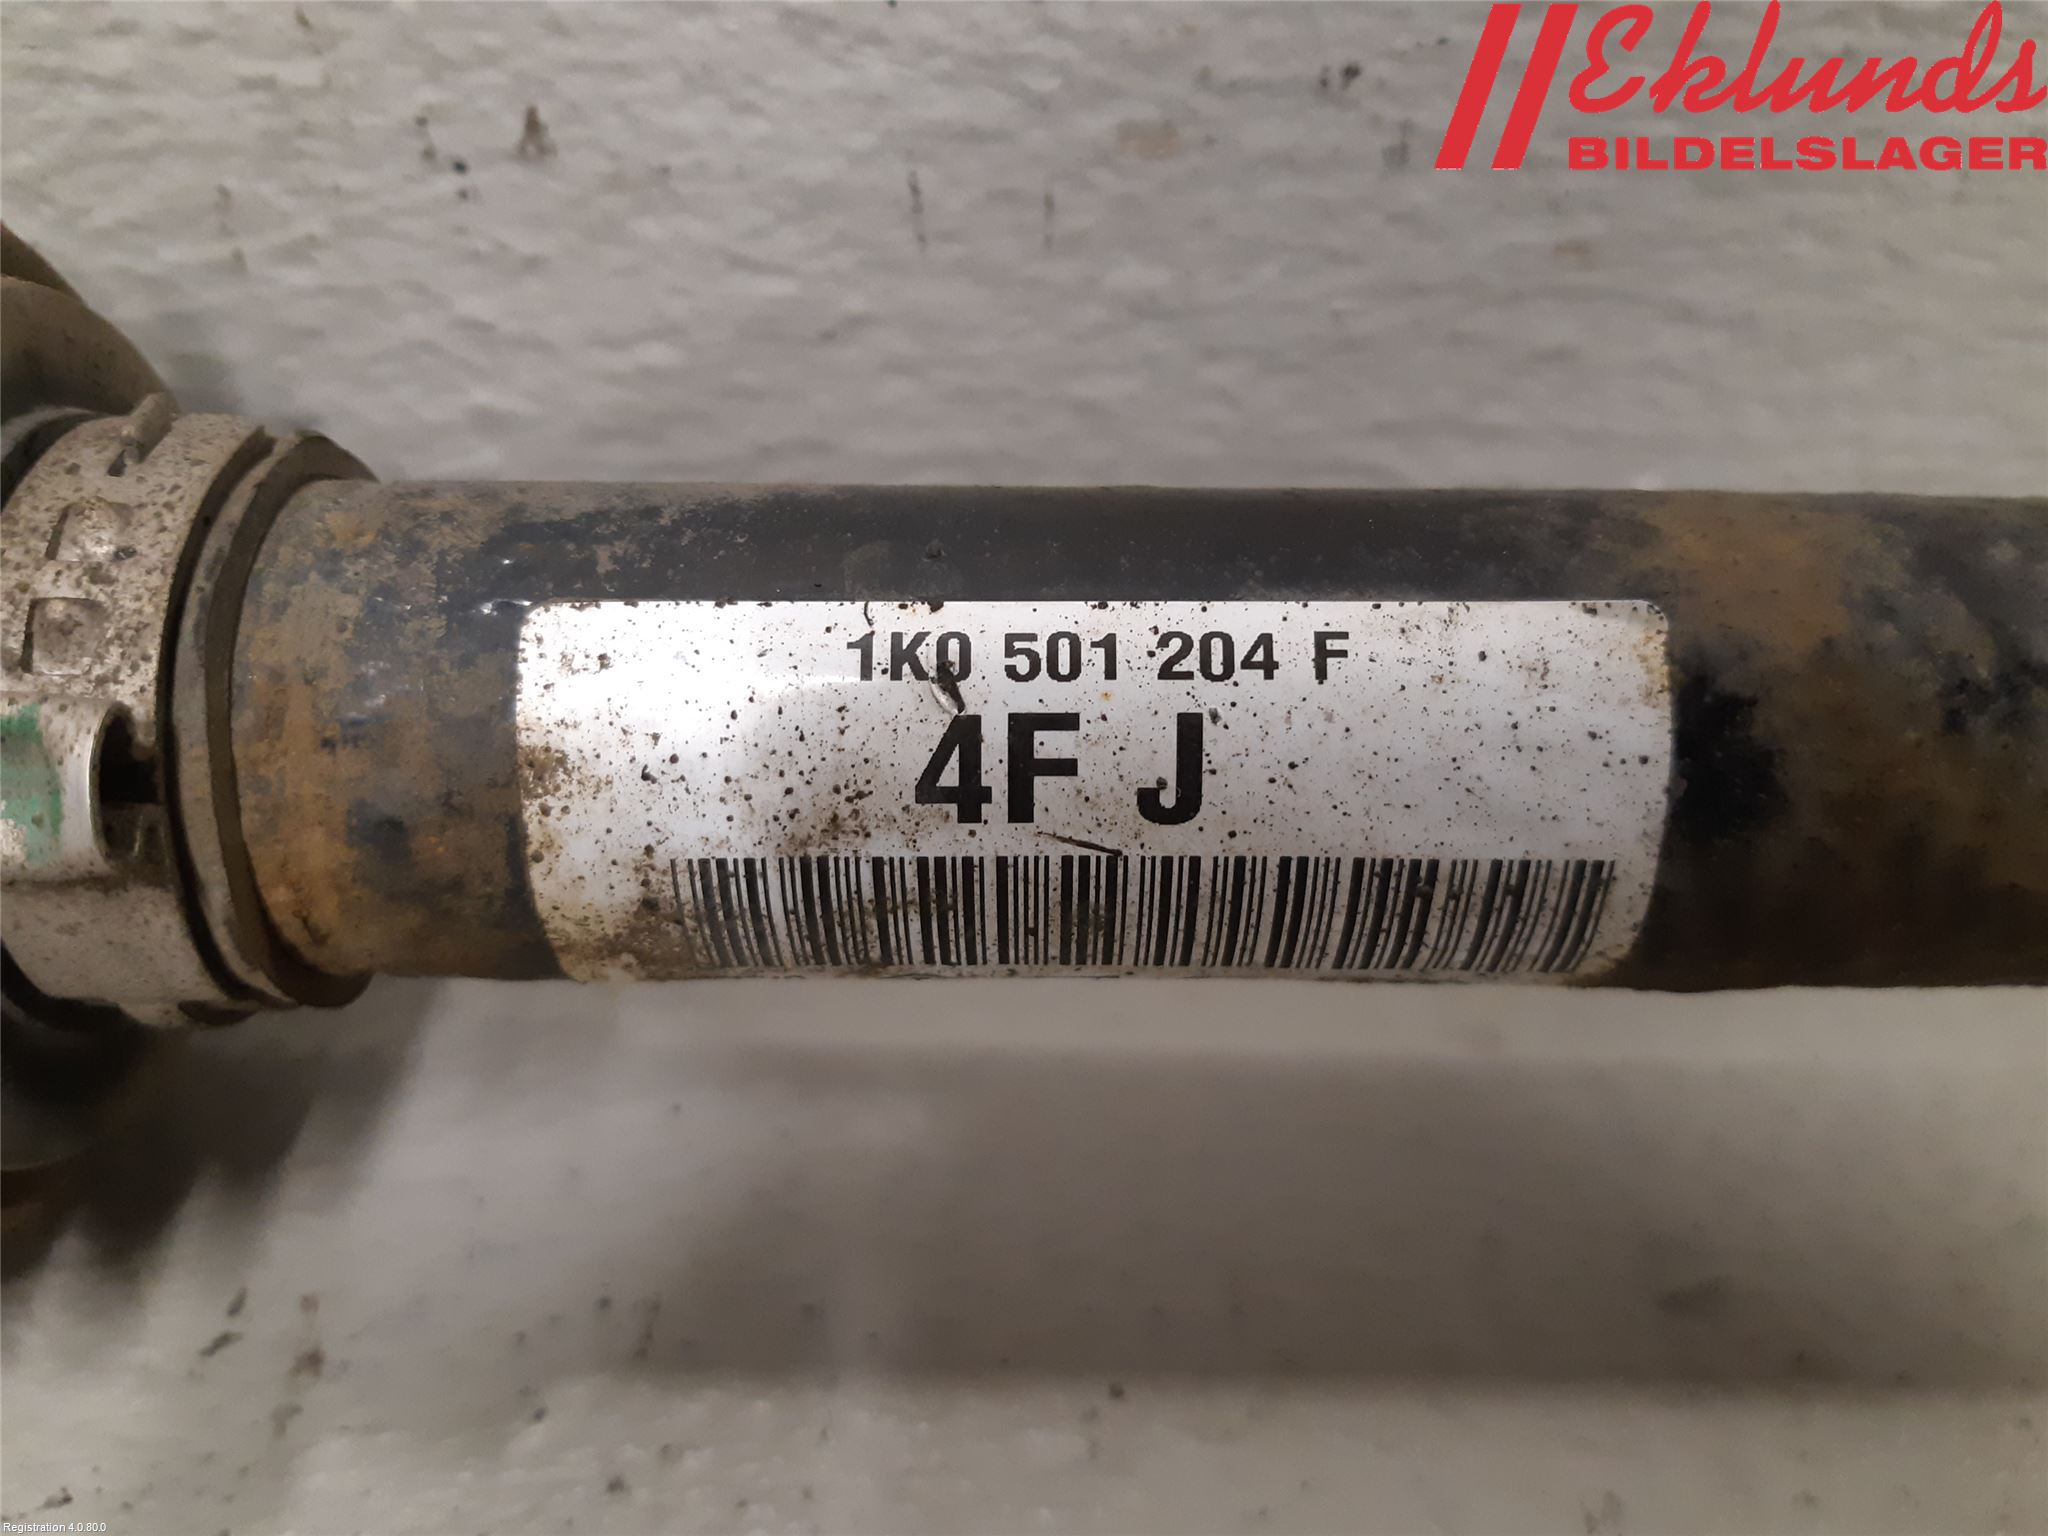 Eklunds
BILDELSLAGER
1K0 501 204 F
4F J
Registration 4.0.80.0